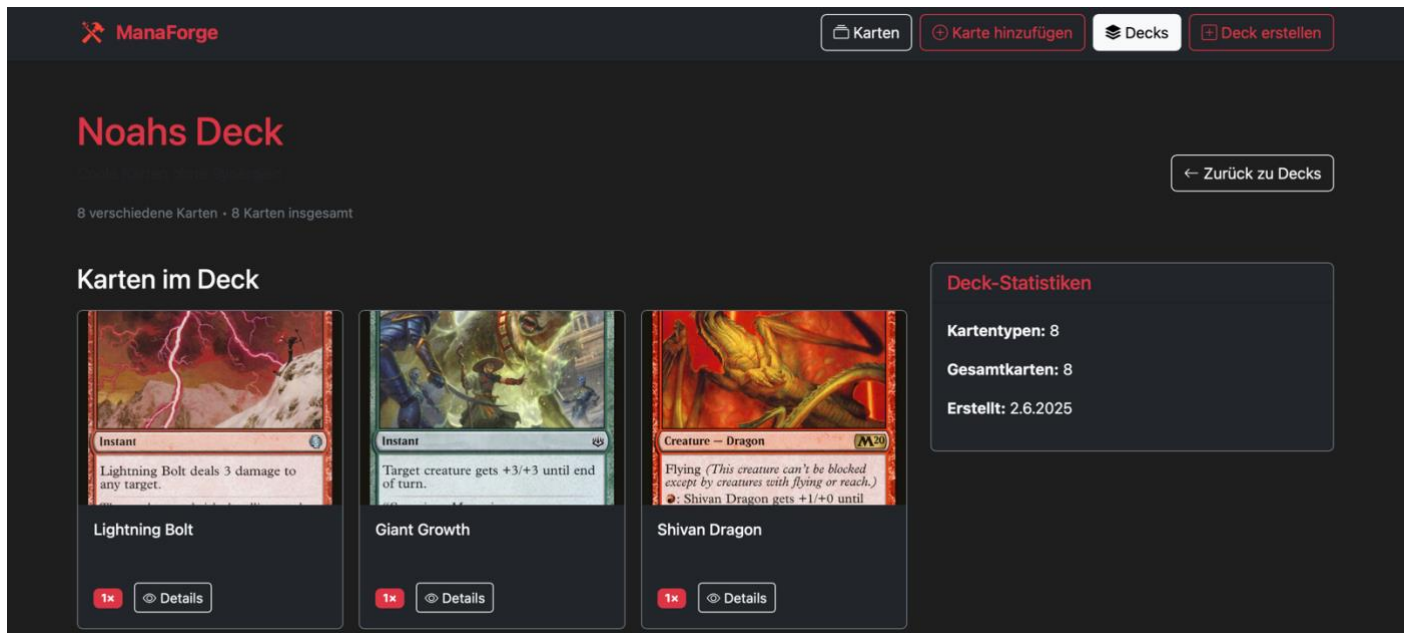 ManaForge
Karten
Karte hinzufügen
Decks
Deck erstellen
Noahs Deck
← Zurück zu Decks
8 verschiedene Karten • 8 Karten insgesamt
Karten im Deck
Instant
Lightning Bolt deals 3 damage to
any target.
Lightning Bolt
1x
Details
Instant
Target creature gets +3/+3 until end
of turn.
Giant Growth
1x
Details
Creature — Dragon
M20
Flying (This creature can't be blocked
except by creatures with flying or reach.)
: Shivan Dragon gets +1/+0 until
Shivan Dragon
1x
Details
Deck-Statistiken
Kartentypen: 8
Gesamtkarten: 8
Erstellt: 2.6.2025